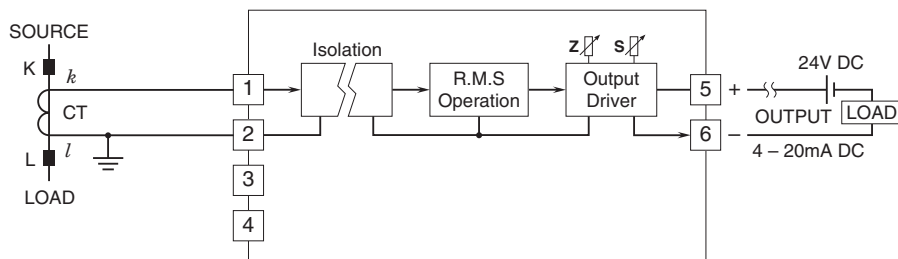 SOURCE
K
k
CT
l
L
LOAD
1
2
3
4
Isolation
R.M.S
Operation
Z
S
Output
Driver
5
6
+
−
24V DC
OUTPUT
LOAD
4 – 20mA DC